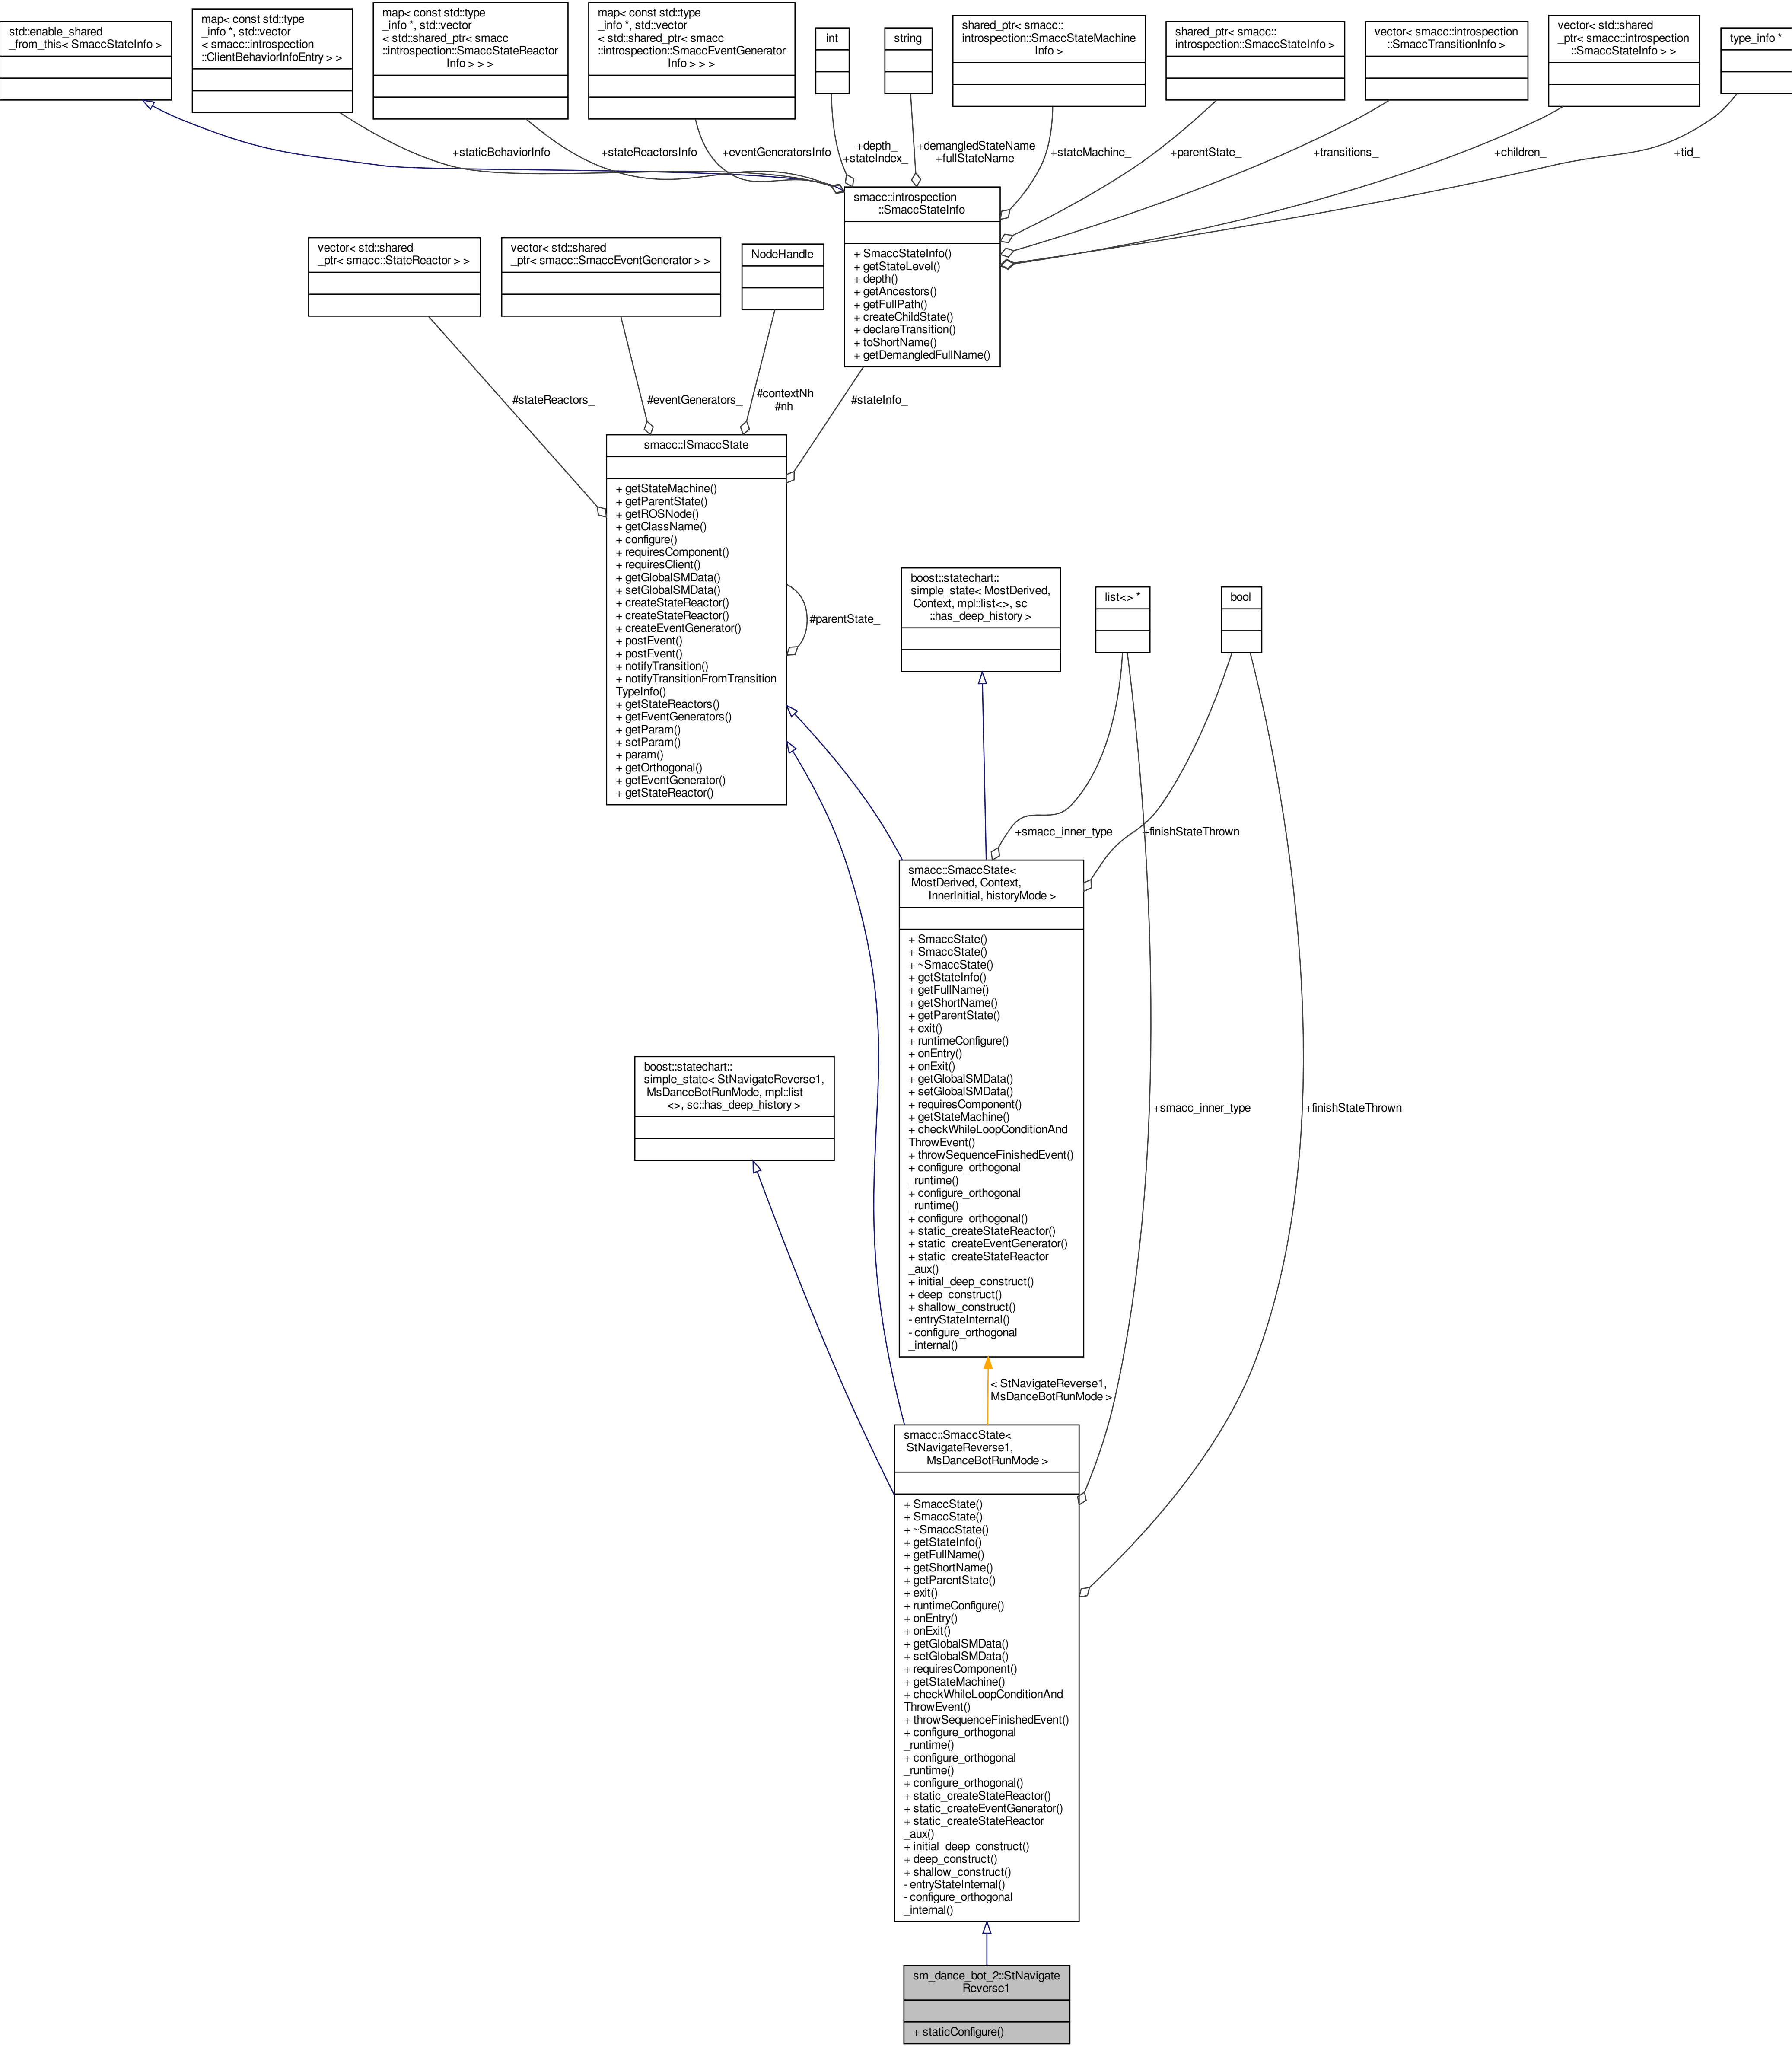 std::enable_shared
_from_this< SmaccStateInfo >
map< const std::type
_info *, std::vector
< smacc::introspection
::ClientBehaviorInfoEntry > >
map< const std::type
_info *, std::vector
< std::shared_ptr< smacc
::introspection::SmaccStateReactor
Info > > >
map< const std::type
_info *, std::vector
< std::shared_ptr< smacc
::introspection::SmaccEventGenerator
Info > > >
int
string
shared_ptr< smacc::
introspection::SmaccStateMachine
Info >
shared_ptr< smacc::
introspection::SmaccStateInfo >
vector< smacc::introspection
::SmaccTransitionInfo >
vector< std::shared
_ptr< smacc::introspection
::SmaccStateInfo > >
type_info *
+staticBehaviorInfo
+stateReactorsInfo
+eventGeneratorsInfo
+depth_
+stateIndex_
+demangledStateName
+fullStateName
+stateMachine_
+parentState_
+transitions_
+children_
+tid_
smacc::introspection
::SmaccStateInfo
+ SmaccStateInfo()
+ getStateLevel()
+ depth()
+ getAncestors()
+ getFullPath()
+ createChildState()
+ declareTransition()
+ toShortName()
+ getDemangledFullName()
vector< std::shared
_ptr< smacc::StateReactor > >
vector< std::shared
_ptr< smacc::SmaccEventGenerator > >
NodeHandle
#stateReactors_
#eventGenerators_
#contextNh
#nh
#stateInfo_
smacc::ISmaccState
+ getStateMachine()
+ getParentState()
+ getROSNode()
+ getClassName()
+ configure()
+ requiresComponent()
+ requiresClient()
+ getGlobalSMData()
+ setGlobalSMData()
+ createStateReactor()
+ createStateReactor()
+ createEventGenerator()
+ postEvent()
+ postEvent()
+ notifyTransition()
+ notifyTransitionFromTransition
TypeInfo()
+ getStateReactors()
+ getEventGenerators()
+ getParam()
+ setParam()
+ param()
+ getOrthogonal()
+ getEventGenerator()
+ getStateReactor()
#parentState_
boost::statechart::
simple_state< MostDerived,
Context, mpl::list<>, sc
::has_deep_history >
list<> *
bool
+smacc_inner_type
+finishStateThrown
smacc::SmaccState<
MostDerived, Context,
InnerInitial, historyMode >
+ SmaccState()
+ SmaccState()
+ ~SmaccState()
+ getStateInfo()
+ getFullName()
+ getShortName()
+ getParentState()
+ exit()
+ runtimeConfigure()
+ onEntry()
+ onExit()
+ getGlobalSMData()
+ setGlobalSMData()
+ requiresComponent()
+ getStateMachine()
+ checkWhileLoopConditionAnd
ThrowEvent()
+ throwSequenceFinishedEvent()
+ configure_orthogonal
_runtime()
+ configure_orthogonal
_runtime()
+ configure_orthogonal()
+ static_createStateReactor()
+ static_createEventGenerator()
+ static_createStateReactor
_aux()
+ initial_deep_construct()
+ deep_construct()
+ shallow_construct()
- entryStateInternal()
- configure_orthogonal
_internal()
boost::statechart::
simple_state< StNavigateReverse1,
MsDanceBotRunMode, mpl::list
<>, sc::has_deep_history >
+smacc_inner_type
+finishStateThrown
< StNavigateReverse1,
MsDanceBotRunMode >
smacc::SmaccState<
StNavigateReverse1,
MsDanceBotRunMode >
+ SmaccState()
+ SmaccState()
+ ~SmaccState()
+ getStateInfo()
+ getFullName()
+ getShortName()
+ getParentState()
+ exit()
+ runtimeConfigure()
+ onEntry()
+ onExit()
+ getGlobalSMData()
+ setGlobalSMData()
+ requiresComponent()
+ getStateMachine()
+ checkWhileLoopConditionAnd
ThrowEvent()
+ throwSequenceFinishedEvent()
+ configure_orthogonal
_runtime()
+ configure_orthogonal
_runtime()
+ configure_orthogonal()
+ static_createStateReactor()
+ static_createEventGenerator()
+ static_createStateReactor
_aux()
+ initial_deep_construct()
+ deep_construct()
+ shallow_construct()
- entryStateInternal()
- configure_orthogonal
_internal()
sm_dance_bot_2::StNavigate
Reverse1
+ staticConfigure()